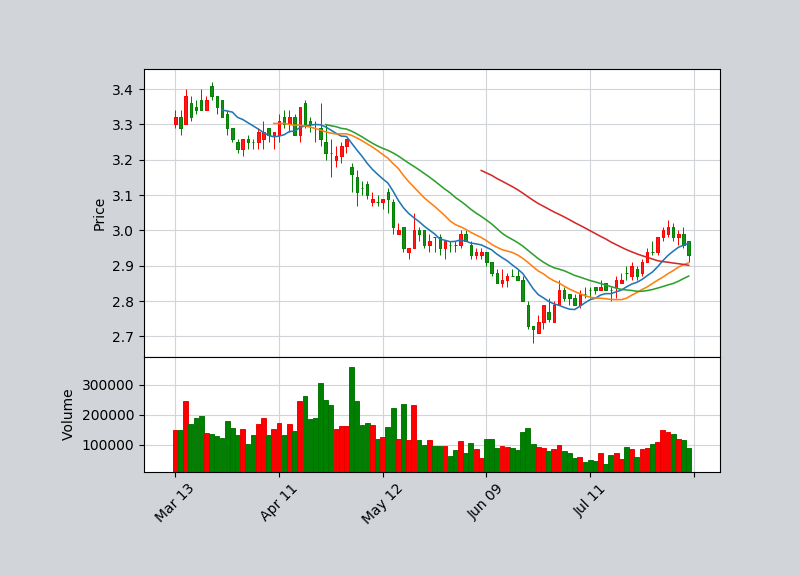 Price
3.4
3.3
3.2
3.1
3.0
2.9
2.8
2.7
Volume
300000
200000
100000
Mar 13
Apr 11
May 12
Jun 09
Jul 11